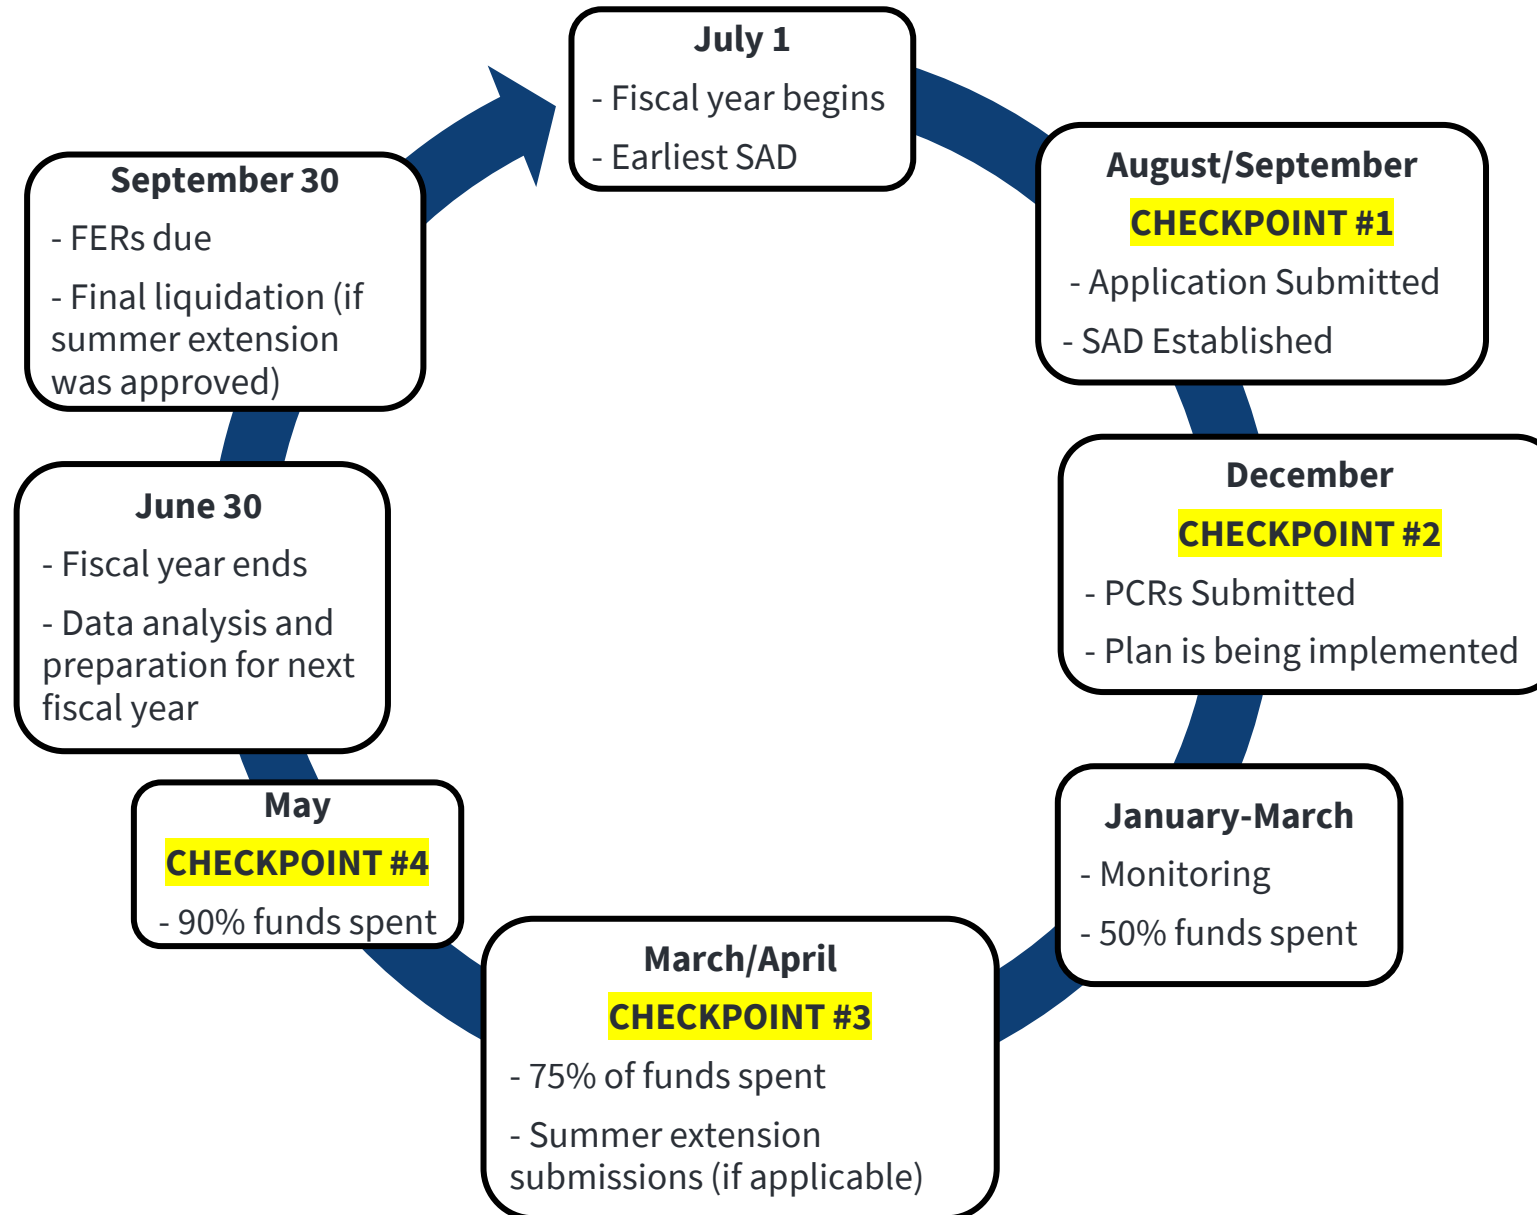 July 1
- Fiscal year begins
- Earliest SAD
August/September
CHECKPOINT #1
- Application Submitted
- SAD Established
December
CHECKPOINT #2
- PCRs Submitted
- Plan is being implemented
January-March
- Monitoring
- 50% funds spent
March/April
CHECKPOINT #3
- 75% of funds spent
- Summer extension
submissions (if applicable)
May
CHECKPOINT #4
- 90% funds spent
June 30
- Fiscal year ends
- Data analysis and
preparation for next
fiscal year
September 30
- FERs due
- Final liquidation (if
summer extension
was approved)